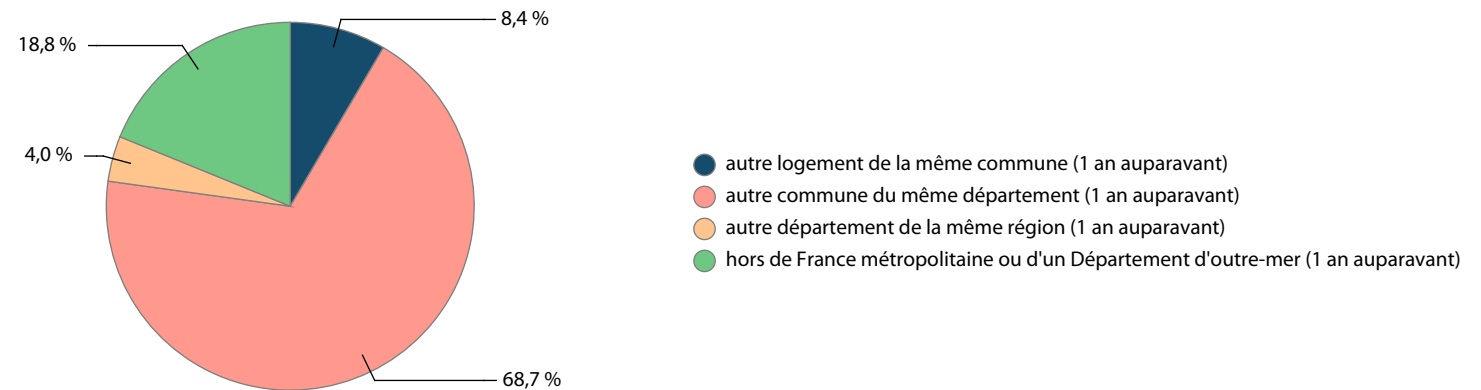 8,4 %
18,8 %
4,0 %
68,7 %
autre logement de la même commune (1 an auparavant)
autre commune du même département (1 an auparavant)
autre département de la même région (1 an auparavant)
hors de France métropolitaine ou d'un Département d'outre-mer (1 an auparavant)